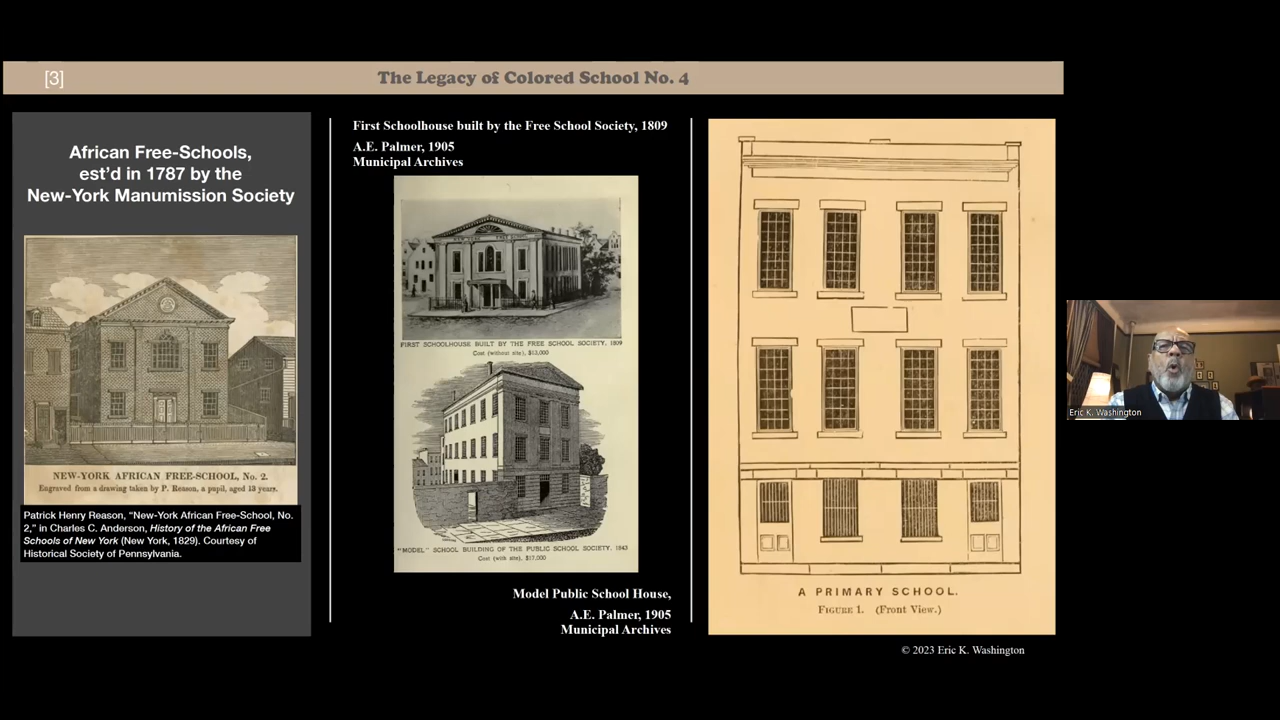 [3]
The Legacy of Colored School No. 4
African Free-Schools,
est'd in 1787 by the
New-York Manumission Society
NEW-YORK AFRICAN FREE-SCHOOL, No. 2.
Engraved from a drawing taken by P. Reason, a pupil, aged 13 years.
Patrick Henry Reason, "New-York African Free-School, No.
2," in Charles C. Anderson, History of the African Free
Schools of New York (New York, 1829). Courtesy of
Historical Society of Pennsylvania.
First Schoolhouse built by the Free School Society, 1809
A.E. Palmer, 1905
Municipal Archives
FIRST SCHOOLHOUSE BUILT BY THE FREE SCHOOL SOCIETY, 1809
Cost (without site), $13,000
"MODEL" SCHOOL BUILDING OF THE PUBLIC SCHOOL SOCIETY, 1843
Cost (with site), $17,000
Model Public School House,
A.E. Palmer, 1905
Municipal Archives
A PRIMARY SCHOOL.
FIGURE 1. (Front View.)
© 2023 Eric K. Washington
Eric K. Washington